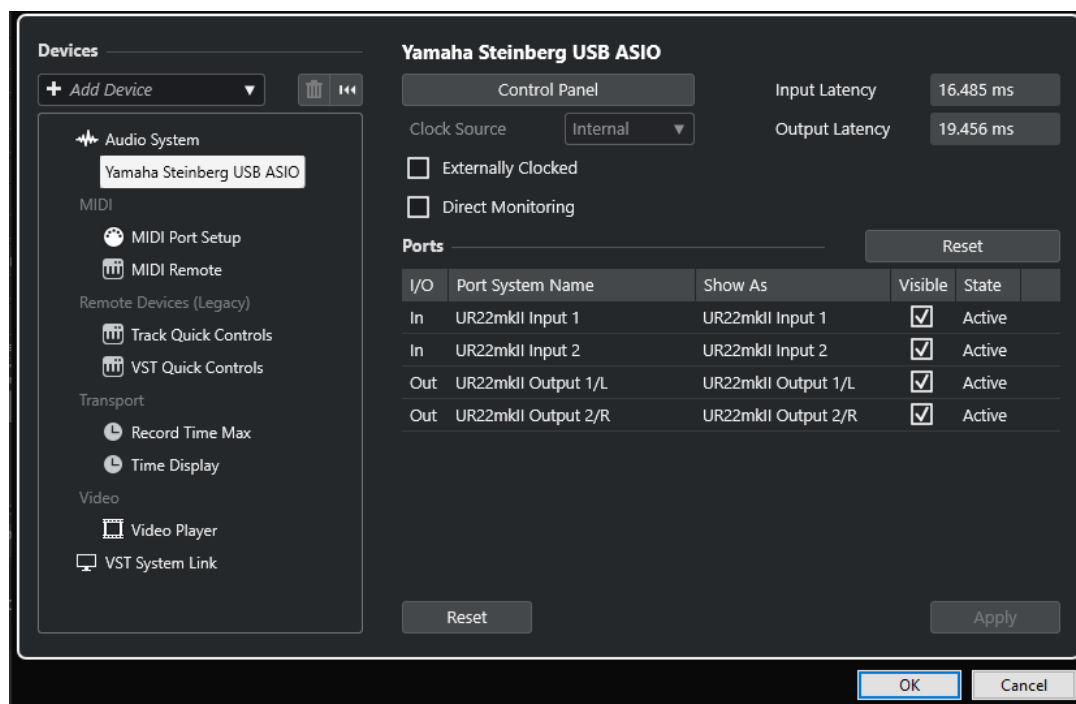 Devices
Add Device
Audio System
Yamaha Steinberg USB ASIO
MIDI
MIDI Port Setup
MIDI Remote
Remote Devices (Legacy)
Track Quick Controls
VST Quick Controls
Transport
Record Time Max
Time Display
Video
Video Player
VST System Link
Yamaha Steinberg USB ASIO
Control Panel
Input Latency 16.485 ms
Clock Source Internal
Output Latency 19.456 ms
Externally Clocked
Direct Monitoring
Ports
Reset
I/O Port System Name Show As Visible State
In UR22mkII Input 1 UR22mkII Input 1 Active
In UR22mkII Input 2 UR22mkII Input 2 Active
Out UR22mkII Output 1/L UR22mkII Output 1/L Active
Out UR22mkII Output 2/R UR22mkII Output 2/R Active
Reset
Apply
OK
Cancel